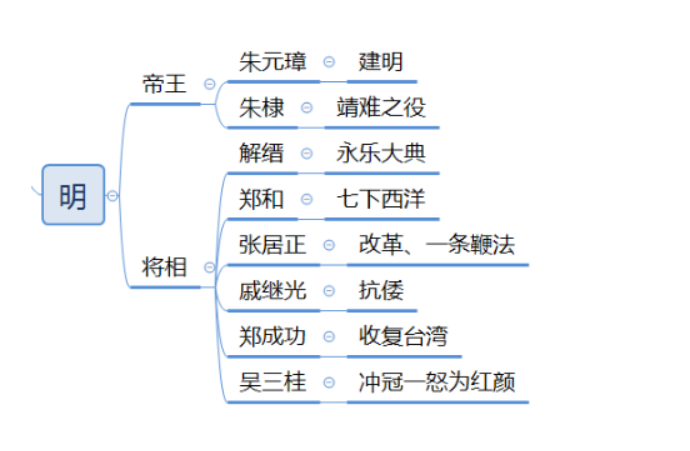 明
帝王
朱元璋 建明
朱棣 靖难之役
将相
解缙 永乐大典
郑和 七下西洋
张居正 改革、一条鞭法
戚继光 抗倭
郑成功 收复台湾
吴三桂 冲冠一怒为红颜